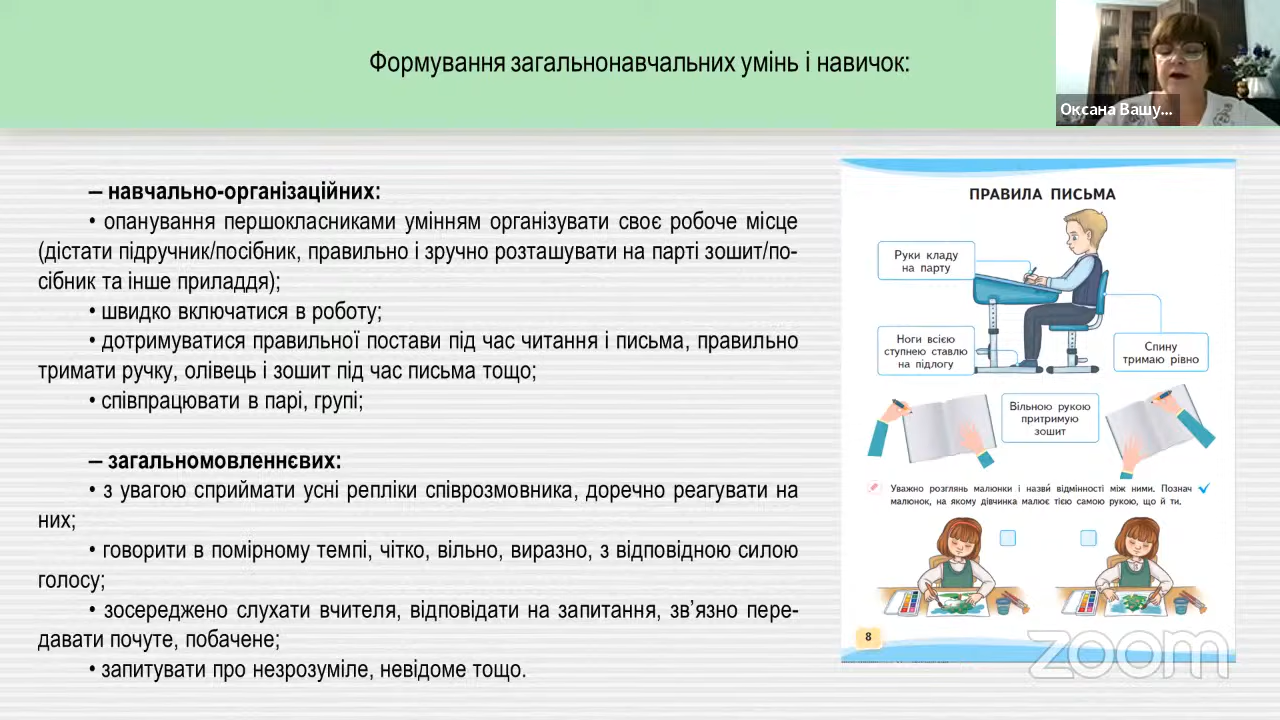 Формування загальнонавчальних умінь і навичок:
Оксана Вашу...
– навчально-організаційних:
• опанування першокласниками умінням організувати своє робоче місце
(дістати підручник/посібник, правильно і зручно розташувати на парті зошит/по-
сібник та інше приладдя);
• швидко включатися в роботу;
• дотримуватися правильної постави під час читання і письма, правильно
тримати ручку, олівець і зошит під час письма тощо;
• співпрацювати в парі, групі;
– загальномовленнєвих:
• з увагою сприймати усні репліки співрозмовника, доречно реагувати на
них;
• говорити в помірному темпі, чітко, вільно, виразно, з відповідною силою
голосу;
• зосереджено слухати вчителя, відповідати на запитання, зв’язно пере-
давати почуте, побачене;
• запитувати про незрозуміле, невідоме тощо.
ПРАВИЛА ПИСЬМА
Руки кладу
на парту
Ноги всією
ступнею ставлю
на підлогу
Спину
тримаю рівно
Вільною рукою
притримую
зошит
Уважно розглянь малюнки і назви́ відмінності між ними. Познач ✓
малюнок, на якому дівчинка малює тією самою рукою, що й ти.
8
zoom